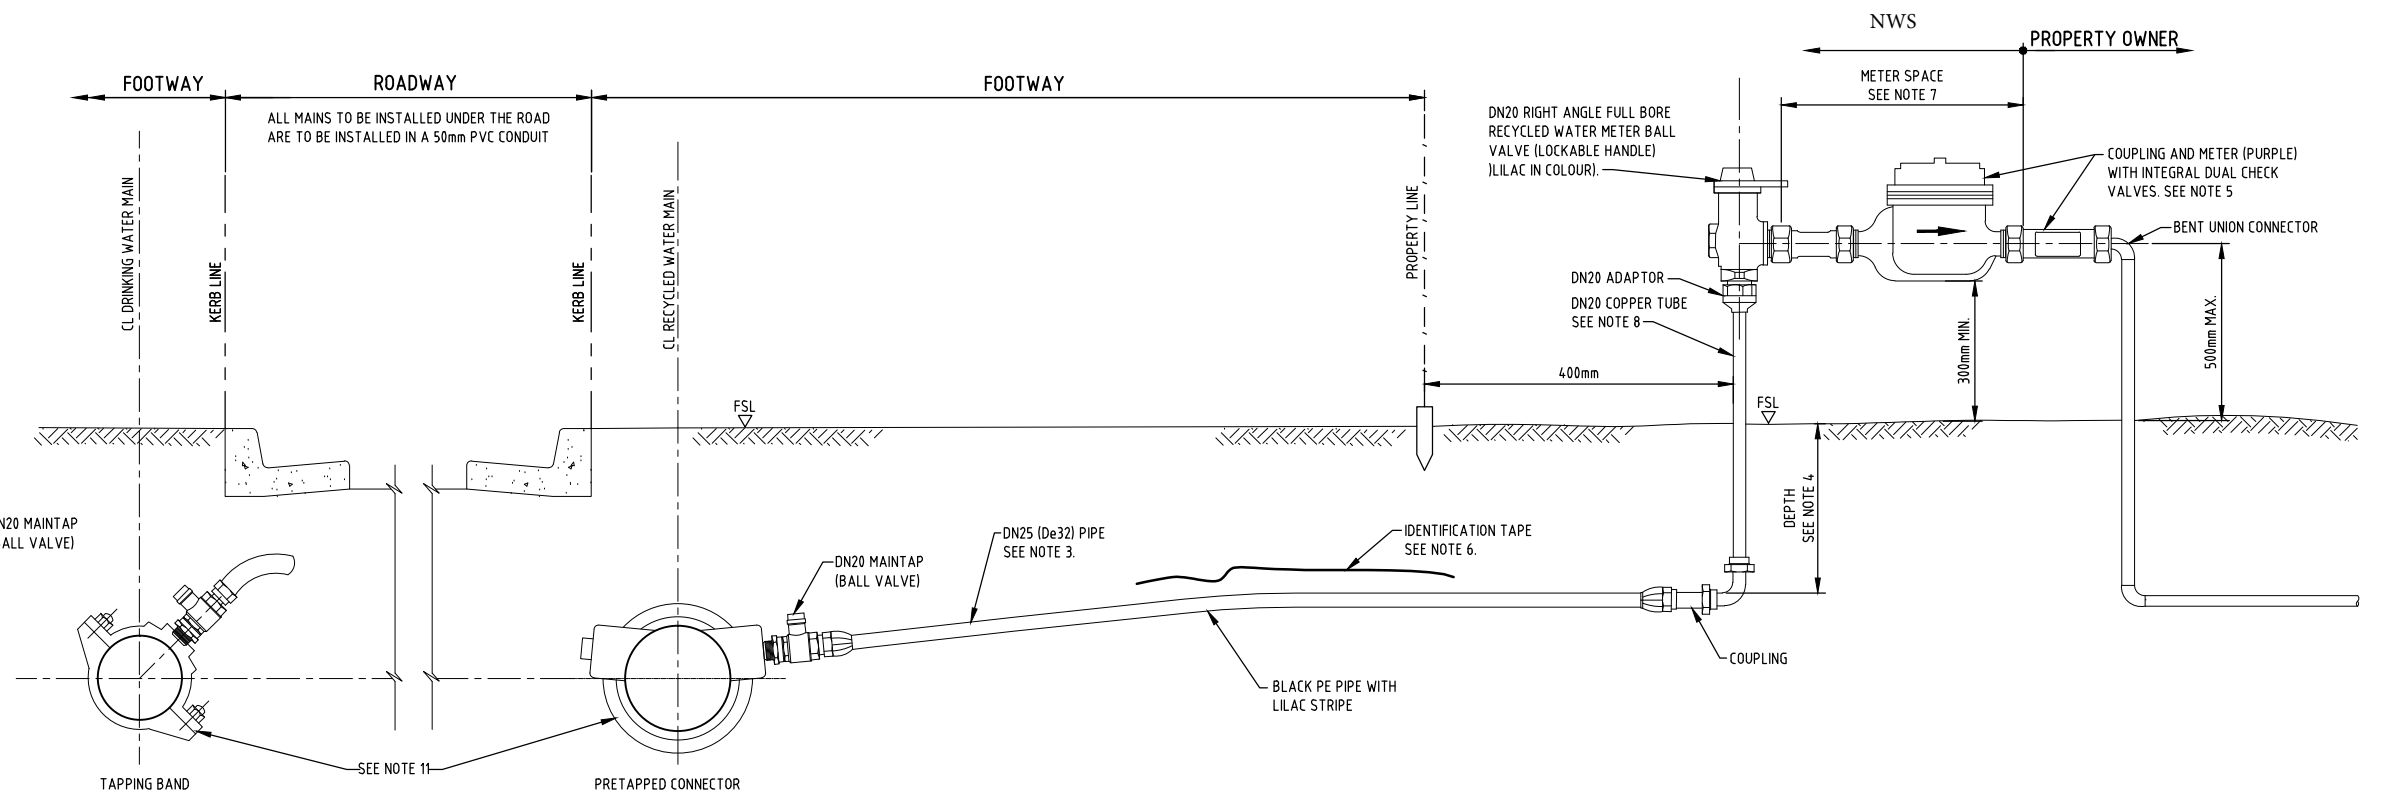 NWS
PROPERTY OWNER
FOOTWAY
ROADWAY
FOOTWAY
METER SPACE
SEE NOTE 7
ALL MAINS TO BE INSTALLED UNDER THE ROAD
ARE TO BE INSTALLED IN A 50mm PVC CONDUIT
DN20 RIGHT ANGLE FULL BORE
RECYCLED WATER METER BALL
VALVE (LOCKABLE HANDLE)
)LILAC IN COLOUR).
COUPLING AND METER (PURPLE)
WITH INTEGRAL DUAL CHECK
VALVES. SEE NOTE 5
BENT UNION CONNECTOR
CL DRINKING WATER MAIN
KERB LINE
KERB LINE
CL RECYCLED WATER MAIN
PROPERTY LINE
DN20 ADAPTOR
DN20 COPPER TUBE
SEE NOTE 8
300mm MIN.
500mm MAX.
400mm
FSL
FSL
DEPTH
SEE NOTE 4
N20 MAINTAP
ALL VALVE)
DN25 (De32) PIPE
SEE NOTE 3.
IDENTIFICATION TAPE
SEE NOTE 6.
DN20 MAINTAP
(BALL VALVE)
COUPLING
BLACK PE PIPE WITH
LILAC STRIPE
SEE NOTE 11
TAPPING BAND
PRETAPPED CONNECTOR